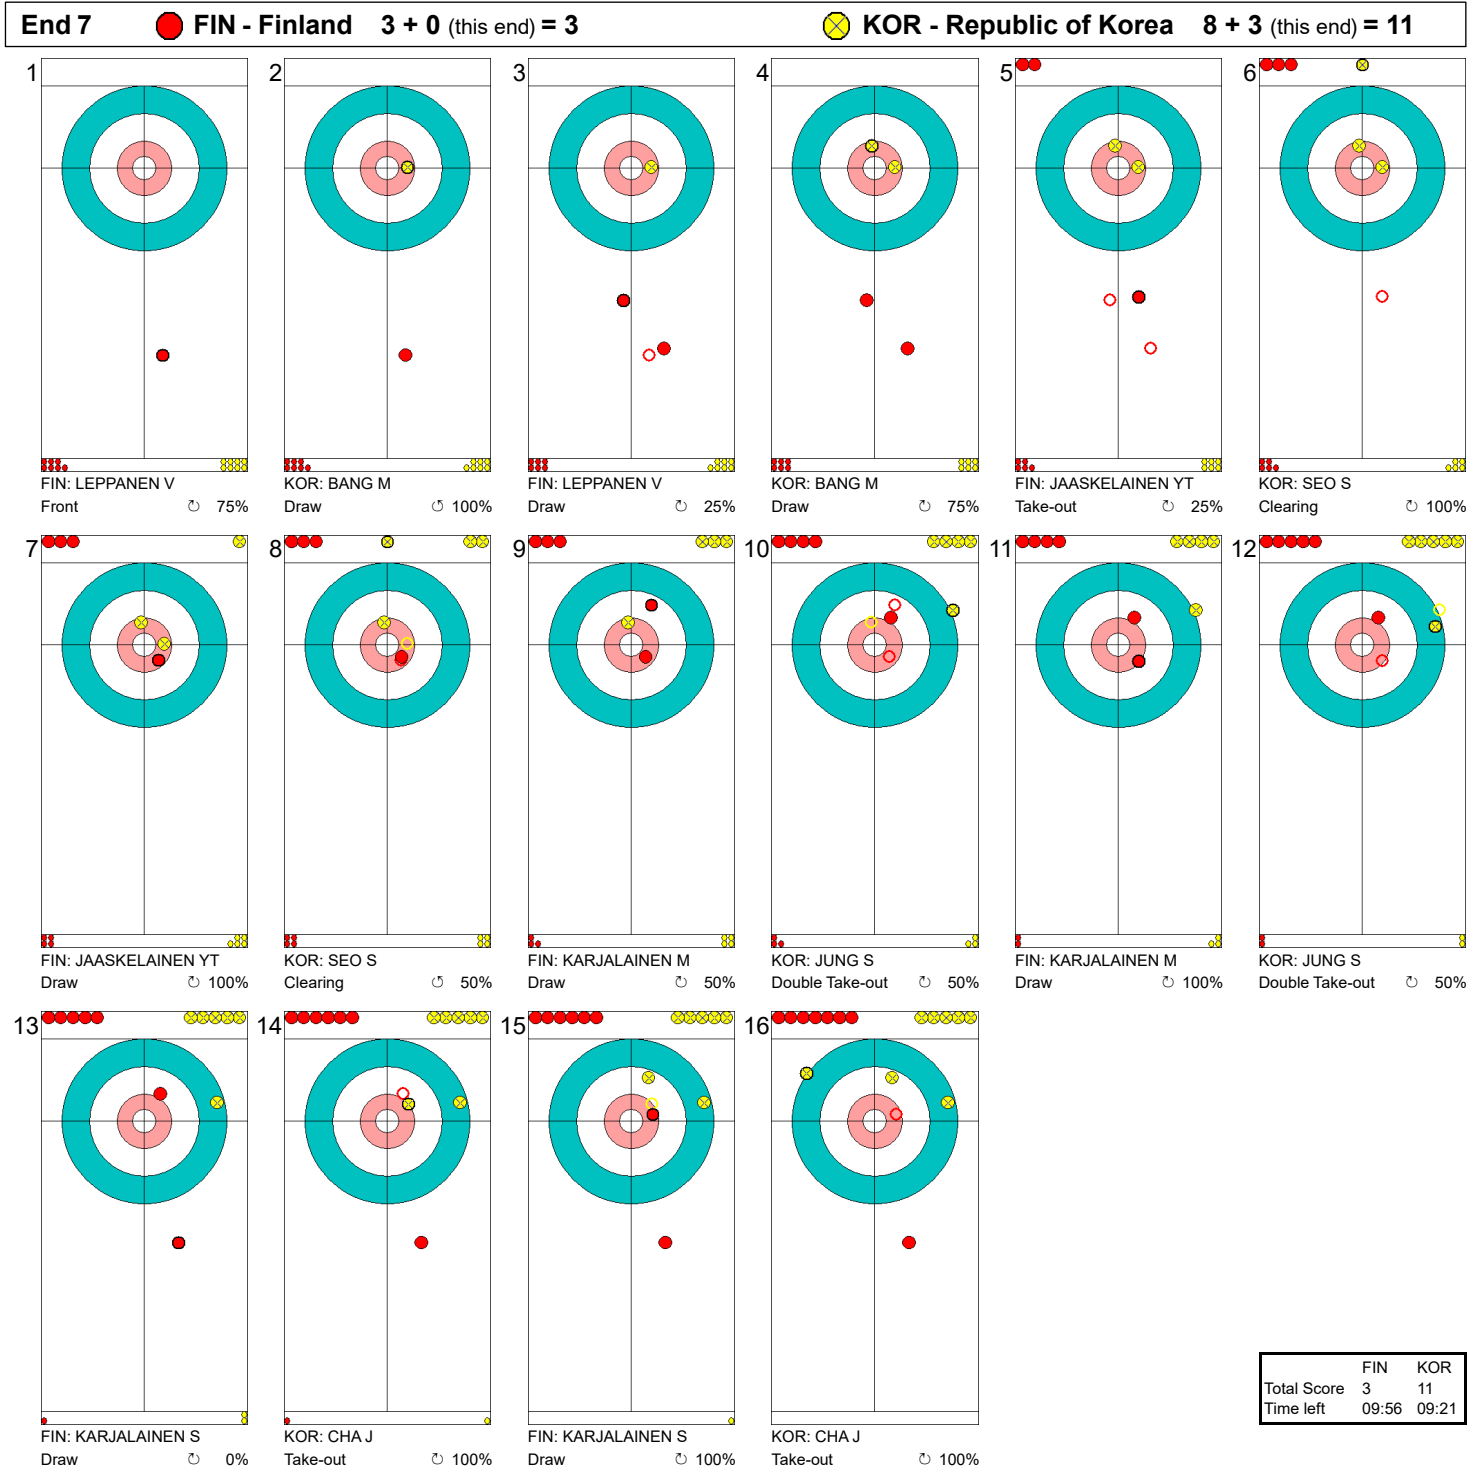 End 7 FIN - Finland 3 + 0 (this end) = 3 KOR - Republic of Korea 8 + 3 (this end) = 11
1
FIN: LEPPANEN V
Front ↻ 75%
2
KOR: BANG M
Draw ↺ 100%
3
FIN: LEPPANEN V
Draw ↻ 25%
4
KOR: BANG M
Draw ↻ 75%
5
FIN: JAASKELAINEN YT
Take-out ↻ 25%
6
KOR: SEO S
Clearing ↻ 100%
7
FIN: JAASKELAINEN YT
Draw ↻ 100%
8
KOR: SEO S
Clearing ↺ 50%
9
FIN: KARJALAINEN M
Draw ↻ 50%
10
KOR: JUNG S
Double Take-out ↻ 50%
11
FIN: KARJALAINEN M
Draw ↻ 100%
12
KOR: JUNG S
Double Take-out ↻ 50%
13
FIN: KARJALAINEN S
Draw ↻ 0%
14
KOR: CHA J
Take-out ↻ 100%
15
FIN: KARJALAINEN S
Draw ↻ 100%
16
KOR: CHA J
Take-out ↻ 100%
FIN KOR
Total Score 3 11
Time left 09:56 09:21